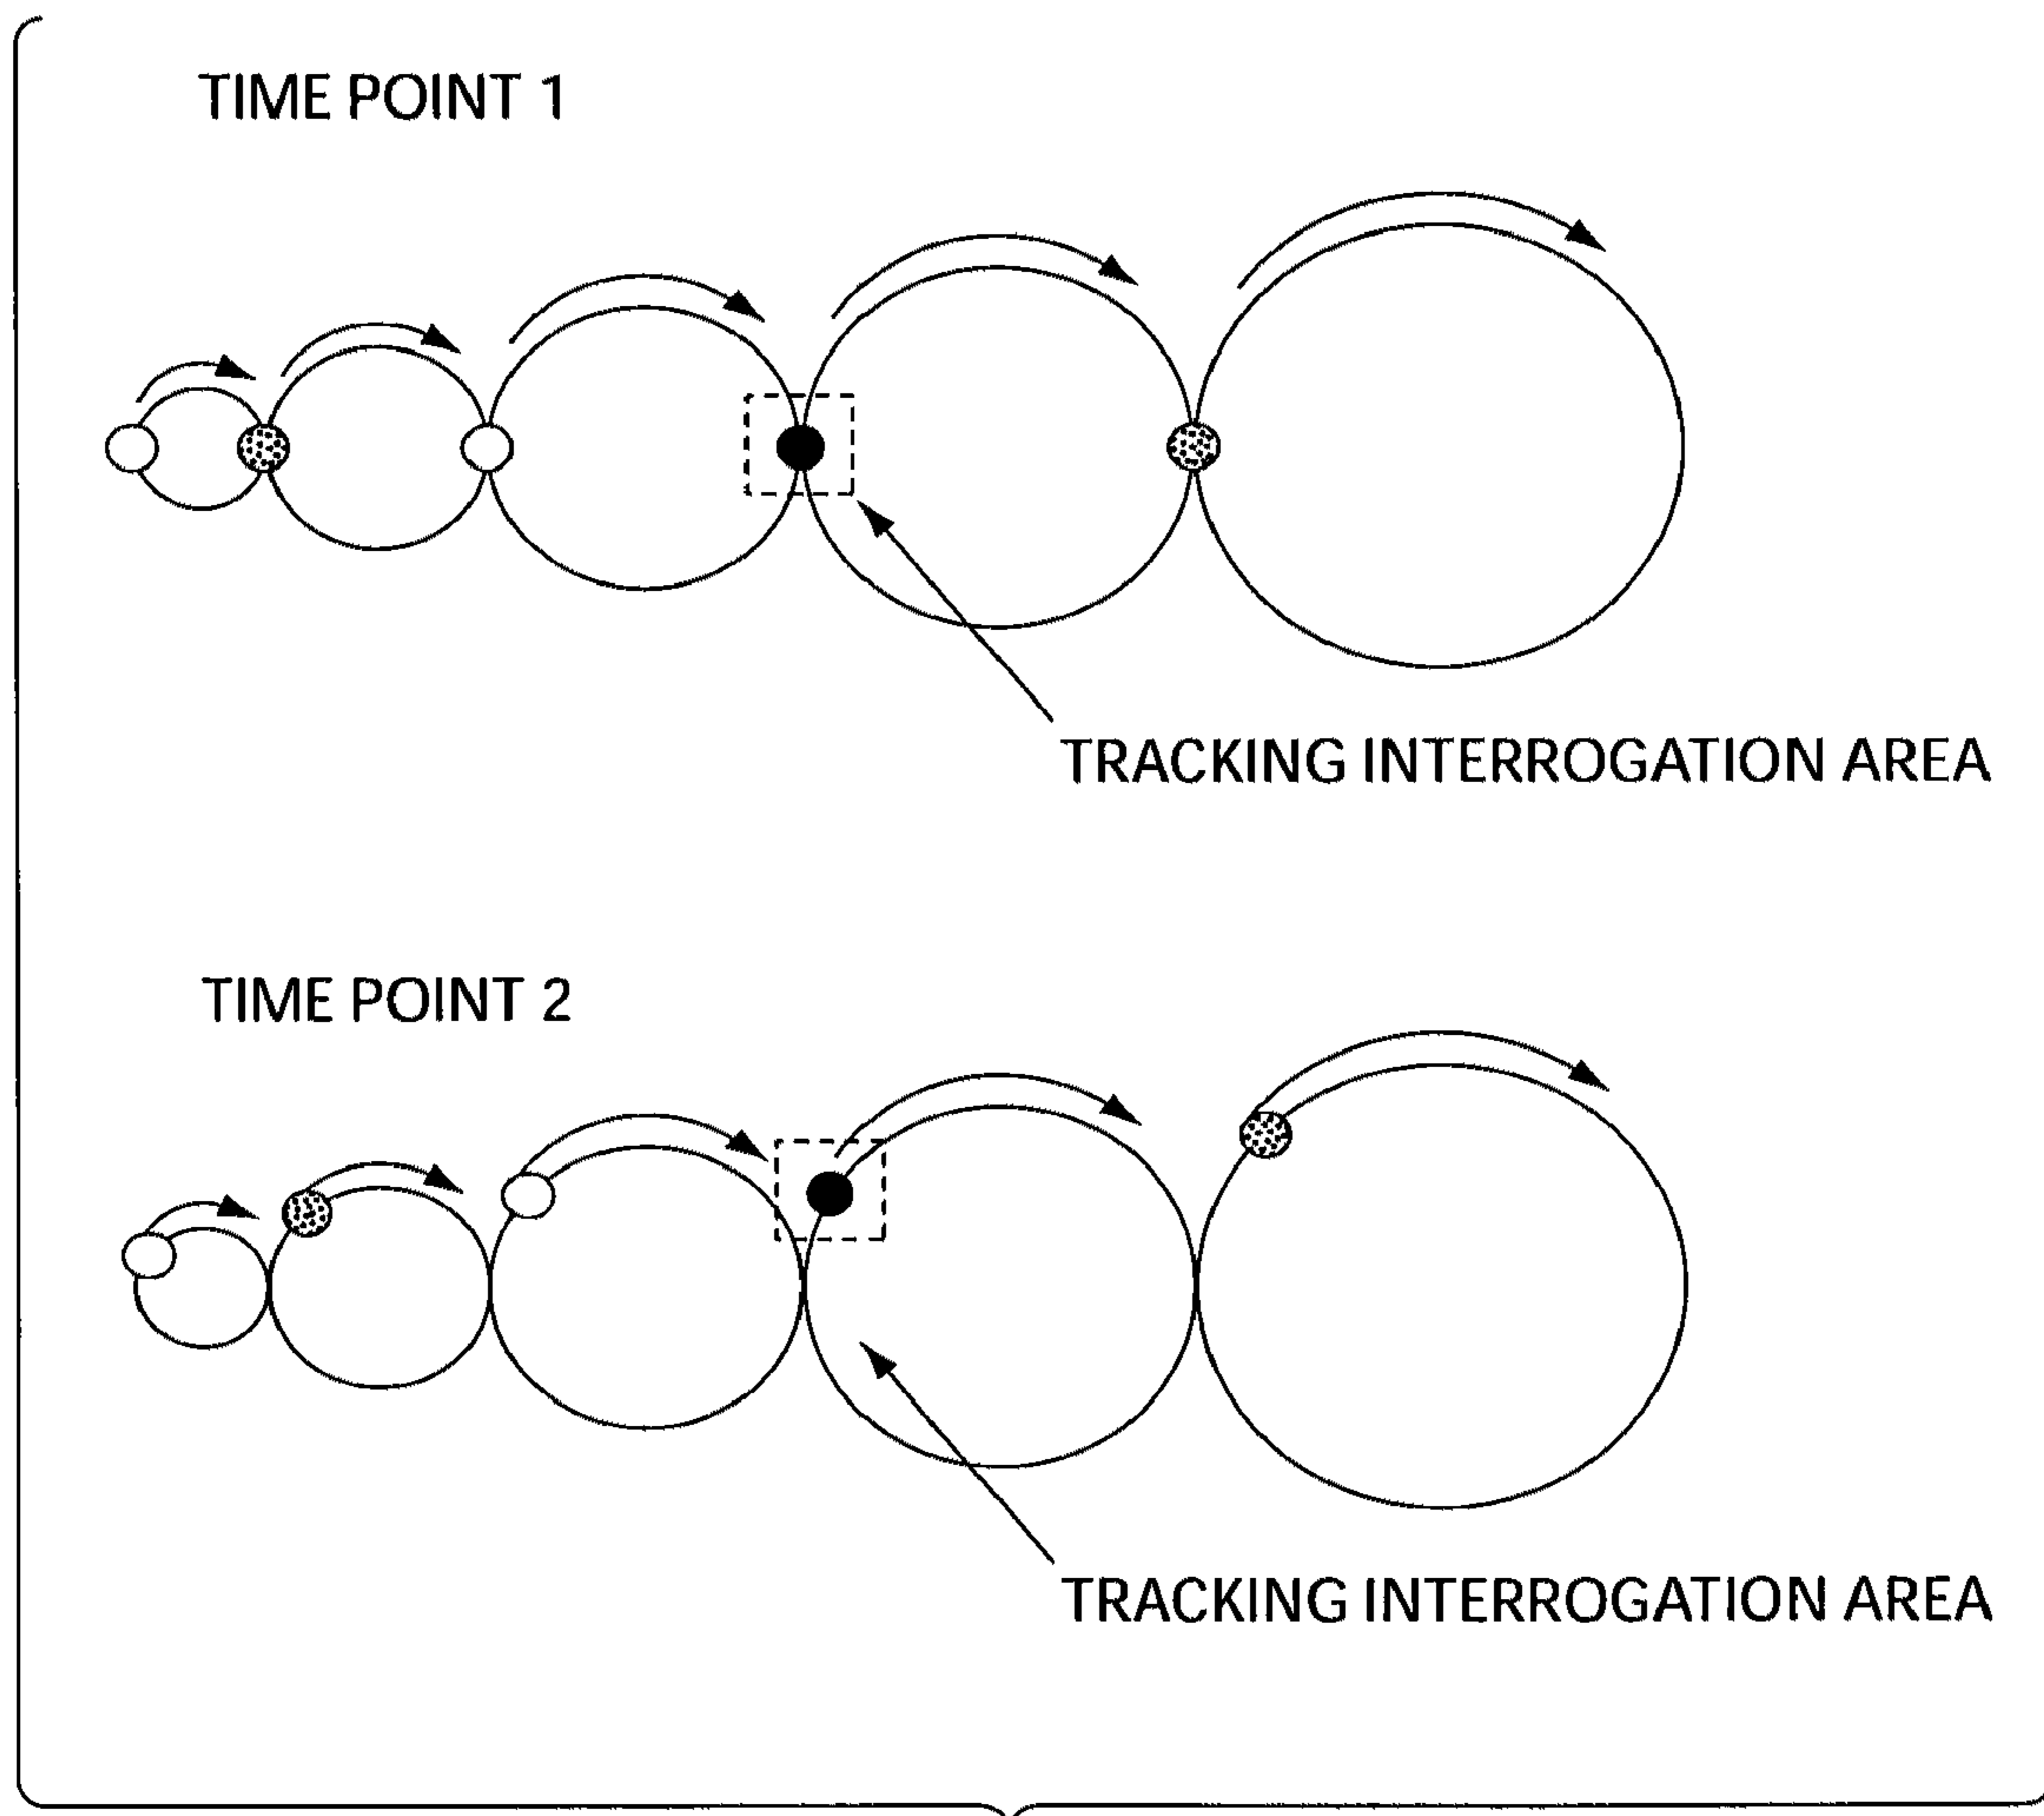 TIME POINT 1
TRACKING INTERROGATION AREA
TIME POINT 2
TRACKING INTERROGATION AREA